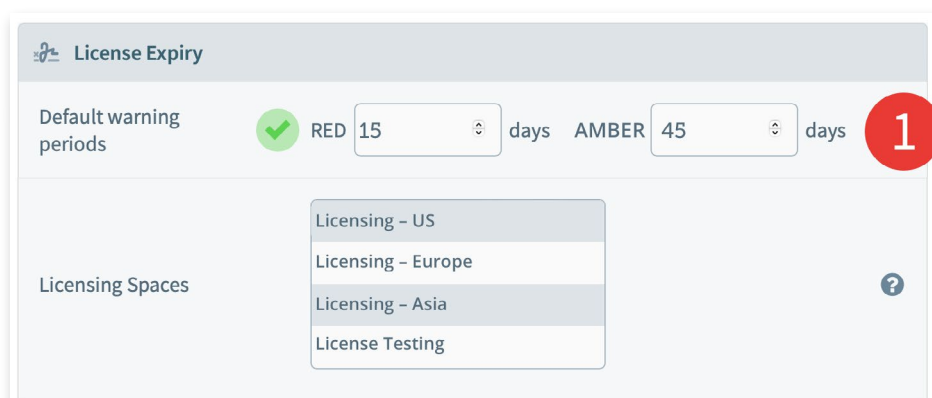 License Expiry
Default warning periods
RED 15 days AMBER 45 days
1
Licensing Spaces
Licensing – US
Licensing – Europe
Licensing – Asia
License Testing
?